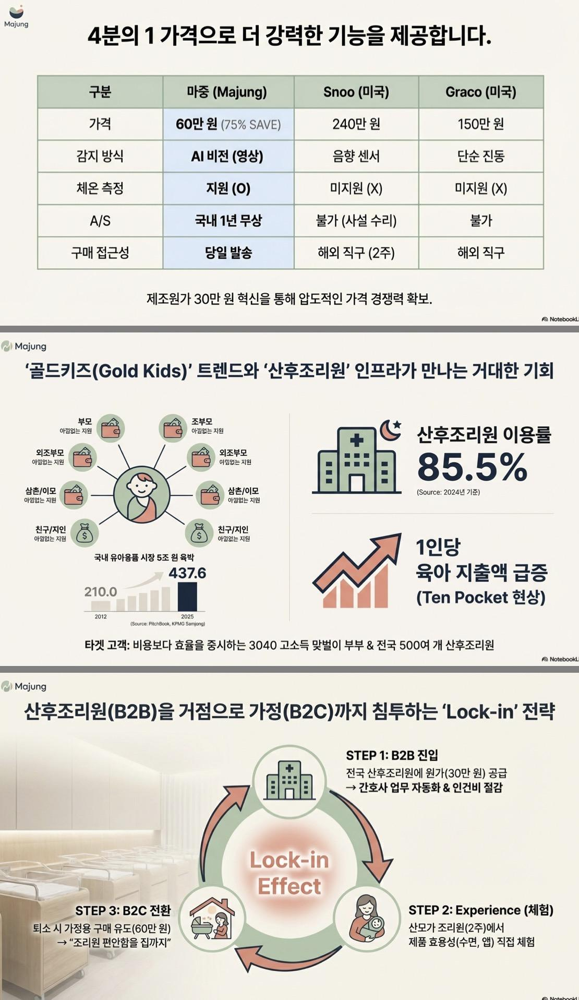 Majung
4분의 1 가격으로 더 강력한 기능을 제공합니다.
구분 마중 (Majung) Snoo (미국) Graco (미국)
가격 60만 원 (75% SAVE) 240만 원 150만 원
감지 방식 AI 비전 (영상) 음향 센서 단순 진동
체온 측정 지원 (O) 미지원 (X) 미지원 (X)
A/S 국내 1년 무상 불가 (사설 수리) 불가
구매 접근성 당일 발송 해외 직구 (2주) 해외 직구
제조원가 30만 원 혁신을 통해 압도적인 가격 경쟁력 확보.
NotebookL
Majung
‘골드키즈(Gold Kids)’ 트렌드와 ‘산후조리원’ 인프라가 만나는 거대한 기회
부모
아낌없는 지원
조부모
아낌없는 지원
외조부모
아낌없는 지원
외조부모
아낌없는 지원
삼촌/이모
아낌없는 지원
삼촌/이모
아낌없는 지원
친구/지인
아낌없는 지원
친구/지인
아낌없는 지원
국내 유아용품 시장 5조 원 육박
210.0
437.6
2012
2025
(Source: PitchBook, KPMG Samjong)
산후조리원 이용률
85.5%
(Source: 2024년 기준)
1인당
육아 지출액 급증
(Ten Pocket 현상)
타겟 고객: 비용보다 효율을 중시하는 3040 고소득 맞벌이 부부 & 전국 500여 개 산후조리원
NotebookL
Majung
산후조리원(B2B)을 거점으로 가정(B2C)까지 침투하는 ‘Lock-in’ 전략
STEP 1: B2B 진입
전국 산후조리원에 원가(30만 원) 공급
→ 간호사 업무 자동화 & 인건비 절감
Lock-in
Effect
STEP 2: Experience (체험)
산모가 조리원(2주)에서
제품 효용성(수면, 앱) 직접 체험
STEP 3: B2C 전환
퇴소 시 가정용 구매 유도(60만 원)
→ “조리원 편안함을 집까지”
NotebookL